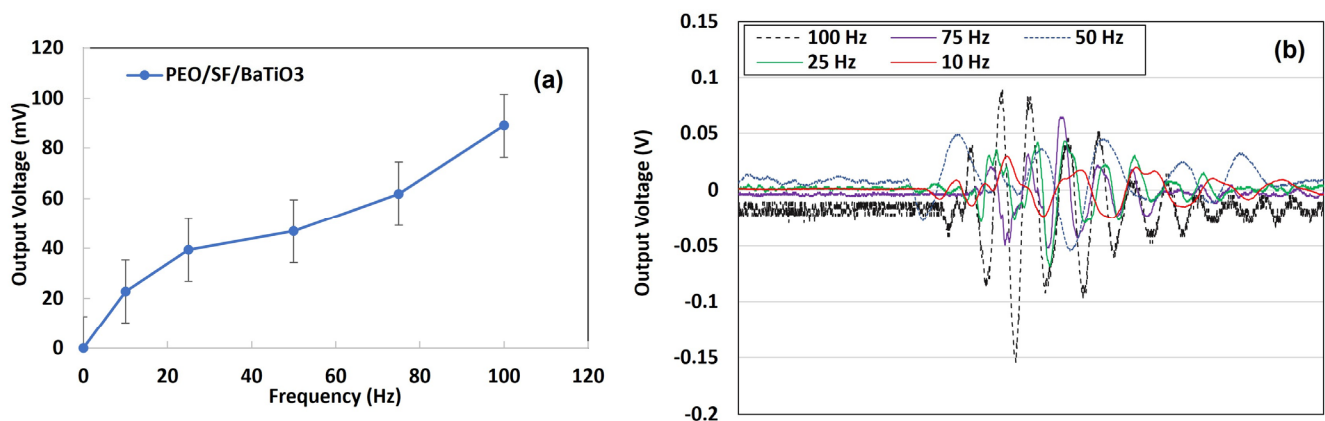 120
100
80
60
40
20
0
Output Voltage (mV)
PEO/SF/BaTiO3
(a)
0 20 40 60 80 100 120
Frequency (Hz)
0.15
0.1
0.05
0
-0.05
-0.1
-0.15
-0.2
Output Voltage (V)
100 Hz 75 Hz 50 Hz
25 Hz 10 Hz
(b)